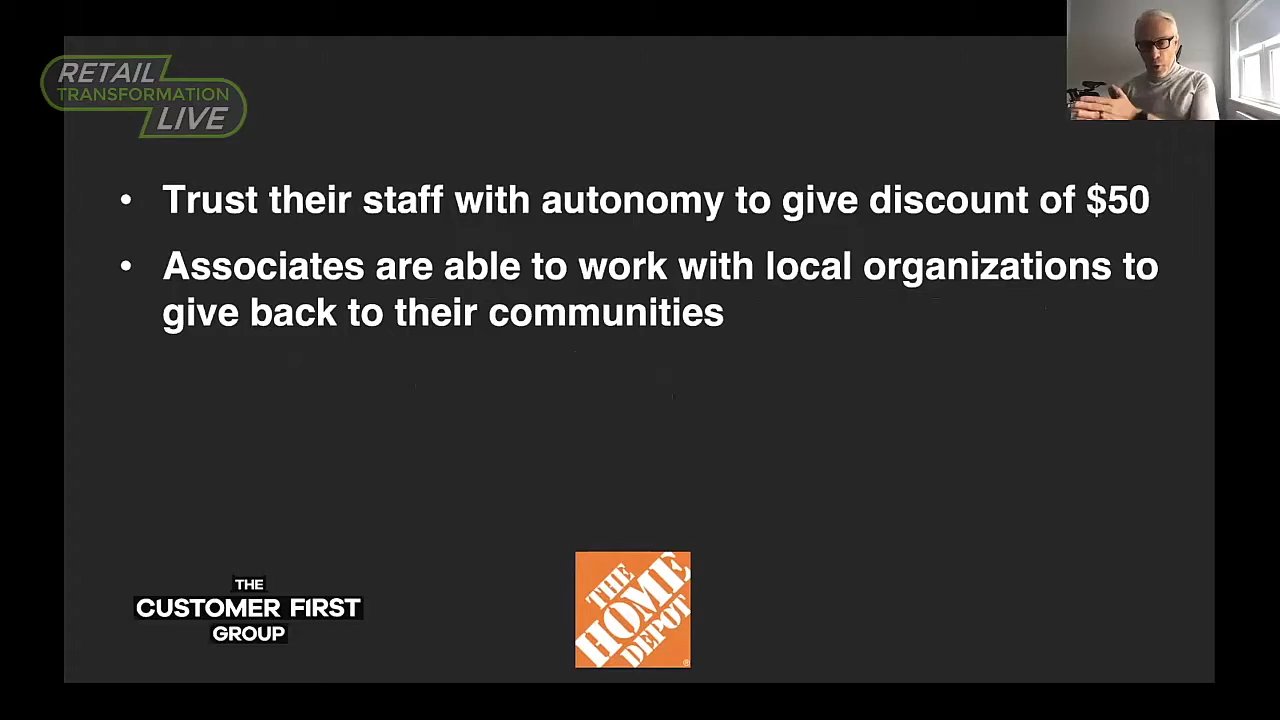 RETAIL
TRANSFORMATION
LIVE
• Trust their staff with autonomy to give discount of $50
• Associates are able to work with local organizations to
give back to their communities
THE
CUSTOMER FIRST
GROUP
THE
HOME
DEPOT
®